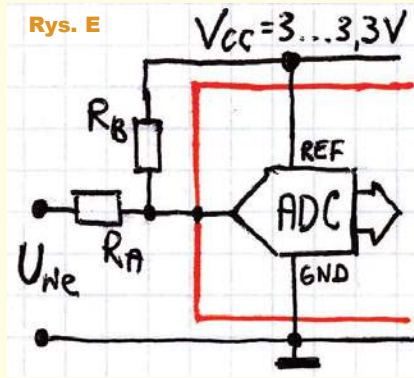 Rys. E
VCC=3...3,3V
RB
REF
ADC
RA
UWe
GND